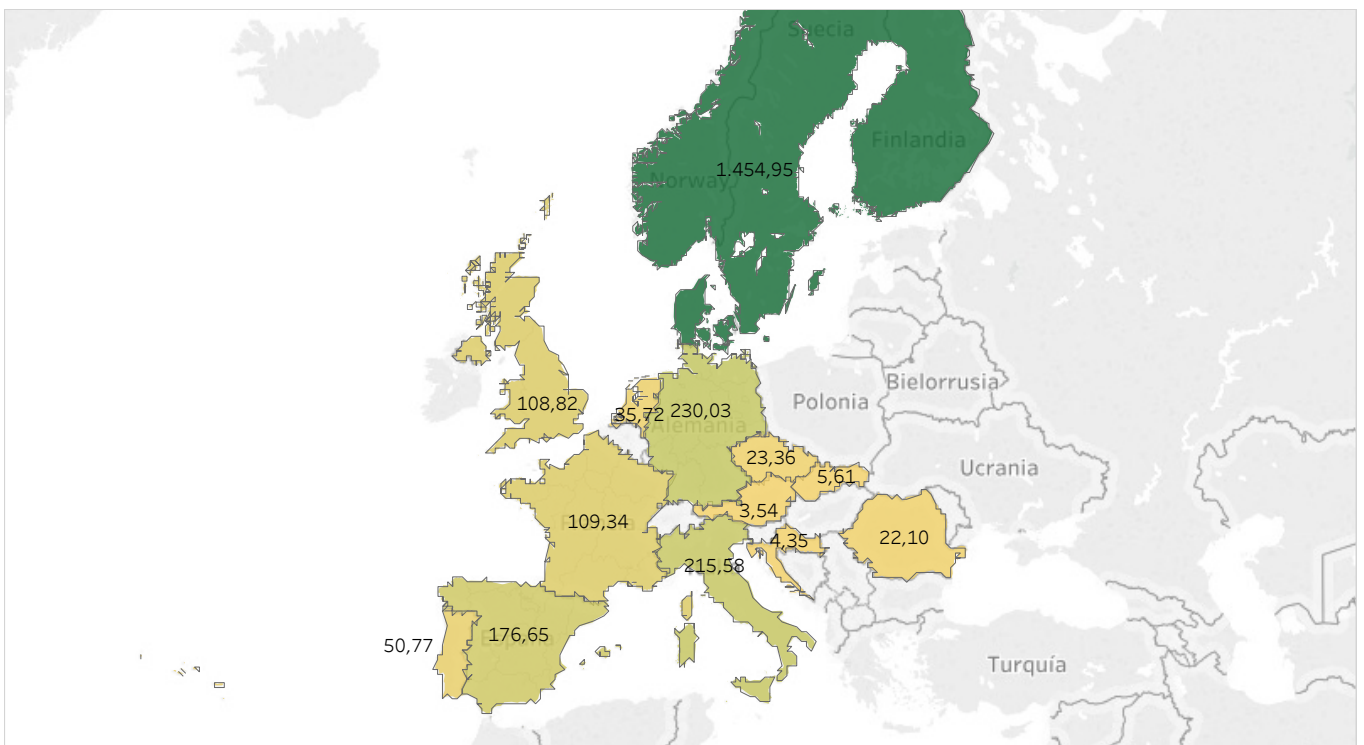 Suecia
Finlandia
1.454,95
Norway
Polonia
Bielorrusia
108,82
35,72
230,03
Alemania
23,36
5,61
Ucrania
3,54
109,34
4,35
22,10
215,58
176,65
España
50,77
Turquía